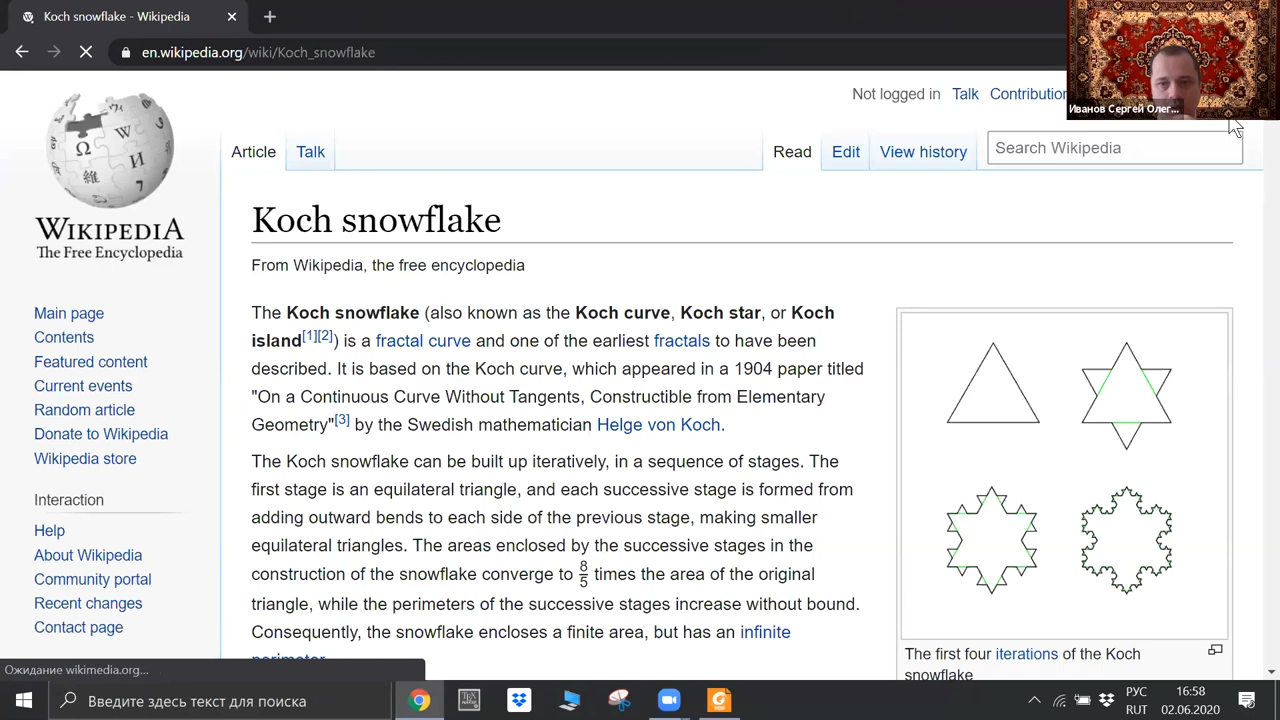 Koch snowflake - Wikipedia
en.wikipedia.org/wiki/Koch_snowflake
Иванов Сергей Олег...
Not logged in Talk Contribution
Article Talk Read Edit View history Search Wikipedia
WIKIPEDIA
The Free Encyclopedia
Main page
Contents
Featured content
Current events
Random article
Donate to Wikipedia
Wikipedia store
Interaction
Help
About Wikipedia
Community portal
Recent changes
Contact page
Koch snowflake
From Wikipedia, the free encyclopedia
The Koch snowflake (also known as the Koch curve, Koch star, or Koch
island[1][2]) is a fractal curve and one of the earliest fractals to have been
described. It is based on the Koch curve, which appeared in a 1904 paper titled
"On a Continuous Curve Without Tangents, Constructible from Elementary
Geometry"[3] by the Swedish mathematician Helge von Koch.
The Koch snowflake can be built up iteratively, in a sequence of stages. The
first stage is an equilateral triangle, and each successive stage is formed from
adding outward bends to each side of the previous stage, making smaller
equilateral triangles. The areas enclosed by the successive stages in the
construction of the snowflake converge to 8/5 times the area of the original
triangle, while the perimeters of the successive stages increase without bound.
Consequently, the snowflake encloses a finite area, but has an infinite
perimeter.
The first four iterations of the Koch
snowflake
Ожидание wikimedia.org...
Введите здесь текст для поиска
РУС
RUT
16:58
02.06.2020